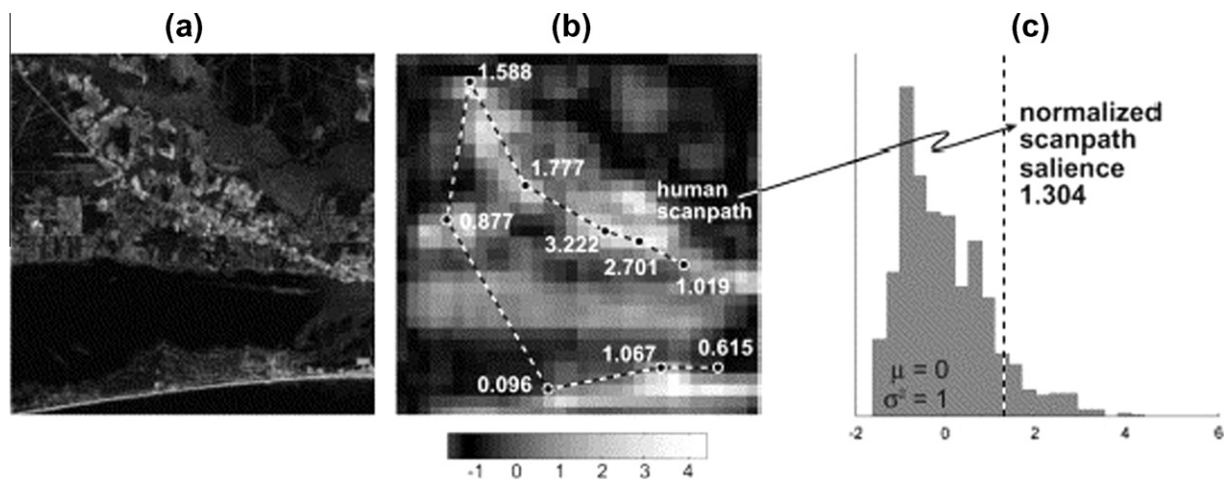 (a)
(b)
(c)
1.588
1.777
0.877
3.222
2.701
1.019
1.067
0.615
0.096
human
scanpath
normalized
scanpath
salience
1.304
μ = 0
σ² = 1
-1 0 1 2 3 4
-2 0 2 4 6